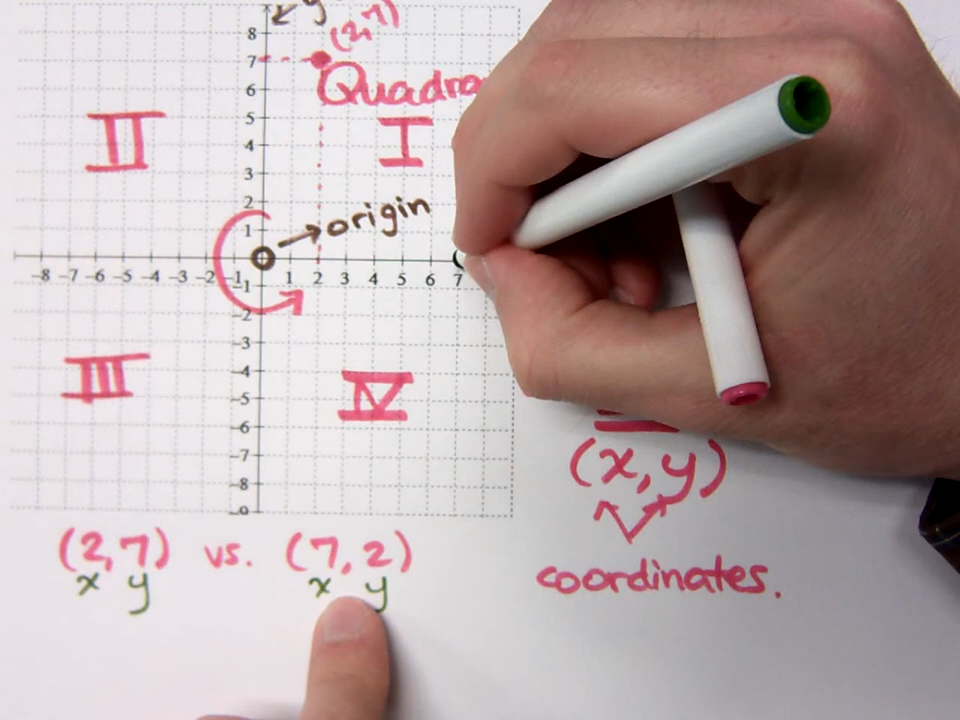 y
(2,7)
8
7
6
5
4
3
2
1
II
I
origin
-8 -7 -6 -5 -4 -3 -2 -1 1 2 3 4 5 6 7
-1
-2
-3
-4
-5
-6
-7
-8
-9
III
IV
(x,y)
coordinates.
(2,7) vs. (7,2)
x y x y